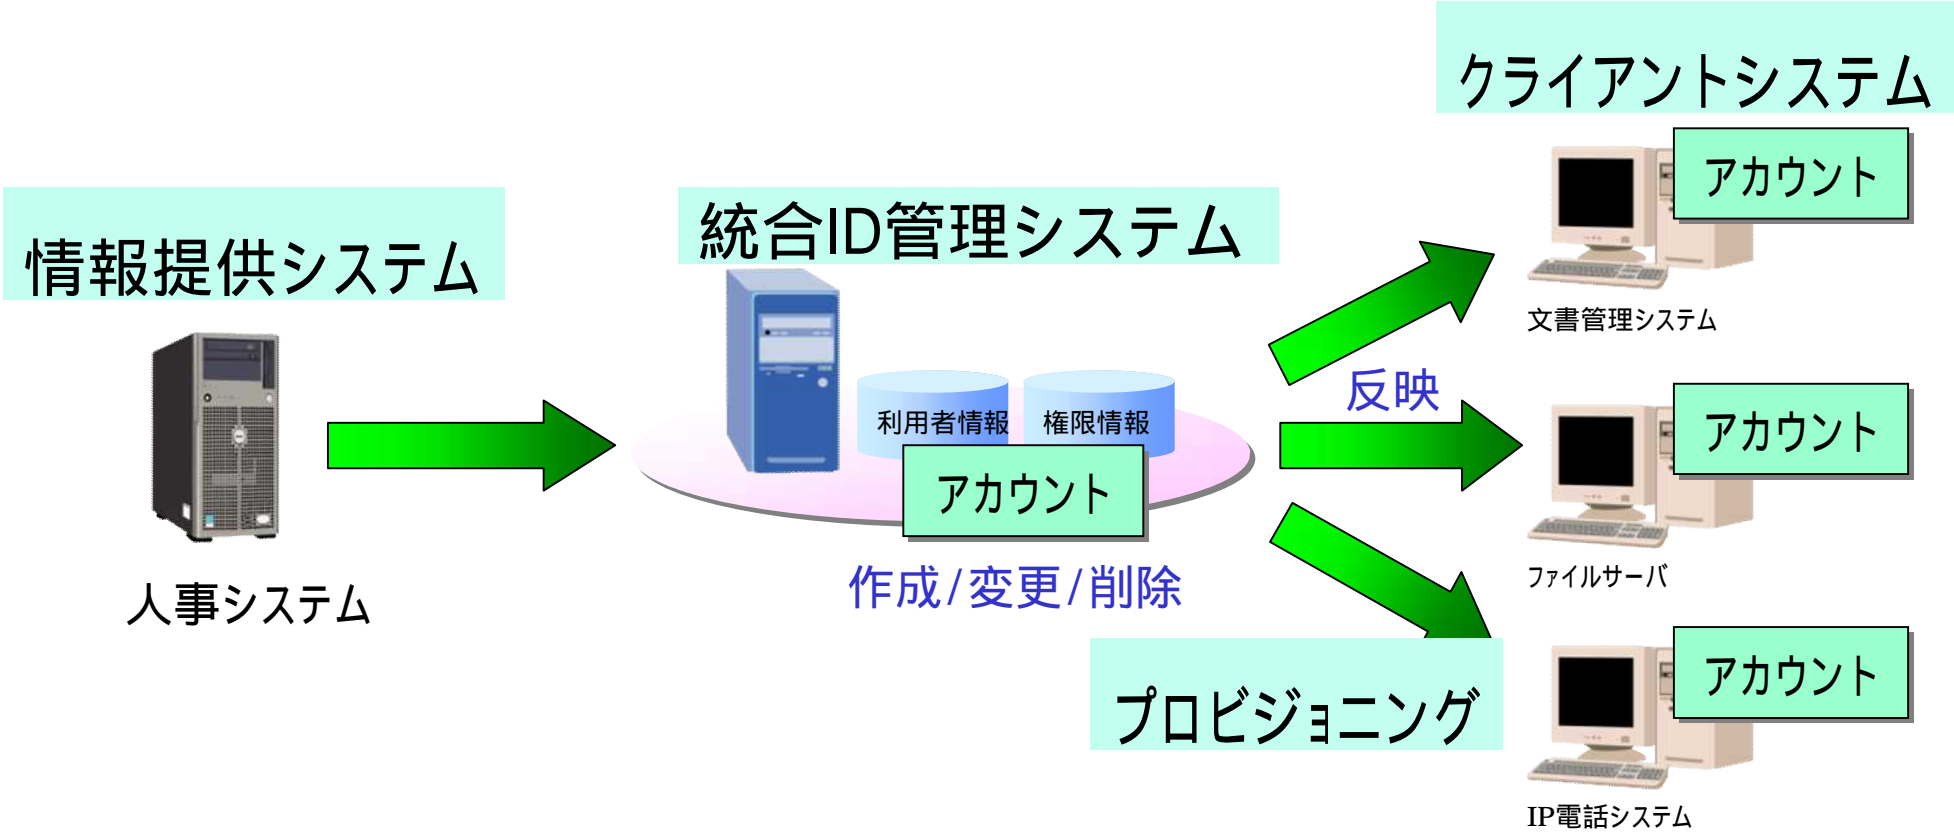 情報提供システム
人事システム
統合ID管理システム
利用者情報
権限情報
アカウント
作成/変更/削除
反映
プロビジョニング
クライアントシステム
アカウント
文書管理システム
アカウント
ファイルサーバ
アカウント
IP電話システム